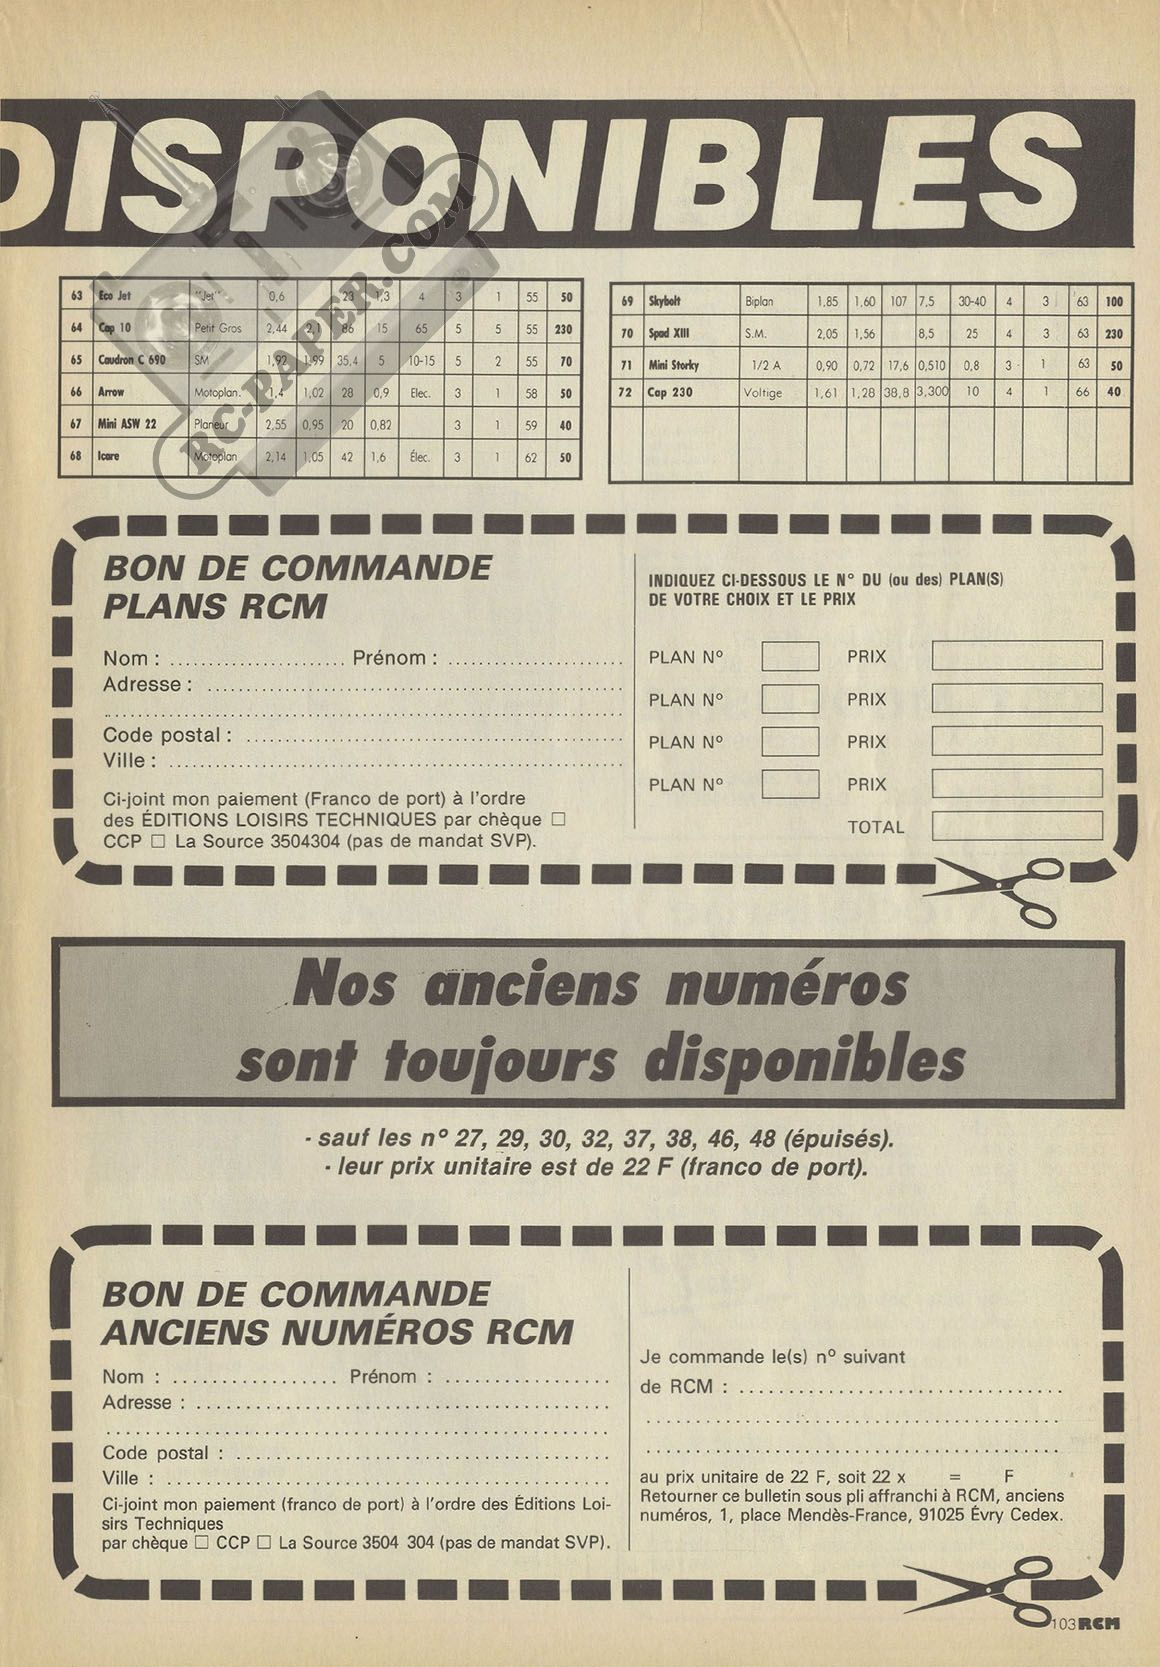 DISPONIBLES
RC-PAPER.COM
63 Eco Jet "Jet" 0,6 23 1,3 4 3 1 55 50
64 Cap 10 Petit Gros 2,44 2,1 86 15 65 5 5 55 230
65 Caudron C 690 SM 1,92 1,99 35,4 5 10-15 5 2 55 70
66 Arrow Motoplan. 1,4 1,02 28 0,9 Elec. 3 1 58 50
67 Mini ASW 22 Planeur 2,55 0,95 20 0,82 3 1 59 40
68 Icare Motoplan 2,14 1,05 42 1,6 Élec. 3 1 62 50
69 Skybolt Biplan 1,85 1,60 107 7,5 30-40 4 3 63 100
70 Spad XIII S.M. 2,05 1,56 8,5 25 4 3 63 230
71 Mini Storky 1/2 A 0,90 0,72 17,6 0,510 0,8 3 1 63 50
72 Cap 230 Voltige 1,61 1,28 38,8 3,300 10 4 1 66 40
BON DE COMMANDE
PLANS RCM
Nom : ...................... Prénom : ......................
Adresse : ....................................................
................................................................
Code postal : ...............................................
Ville : ........................................................
Ci-joint mon paiement (Franco de port) à l'ordre
des ÉDITIONS LOISIRS TECHNIQUES par chèque □
CCP □ La Source 3504304 (pas de mandat SVP).
INDIQUEZ CI-DESSOUS LE N° DU (ou des) PLAN(S)
DE VOTRE CHOIX ET LE PRIX
PLAN N° PRIX
PLAN N° PRIX
PLAN N° PRIX
PLAN N° PRIX
TOTAL
Nos anciens numéros
sont toujours disponibles
- sauf les n° 27, 29, 30, 32, 37, 38, 46, 48 (épuisés).
- leur prix unitaire est de 22 F (franco de port).
BON DE COMMANDE
ANCIENS NUMÉROS RCM
Nom : ................. Prénom : .................
Adresse : ..........................................
....................................................
Code postal : ......................................
Ville : .............................................
Ci-joint mon paiement (franco de port) à l'ordre des Éditions Loi-
sirs Techniques
par chèque □ CCP □ La Source 3504 304 (pas de mandat SVP).
Je commande le(s) n° suivant
de RCM : .................................
..........................................
..........................................
au prix unitaire de 22 F, soit 22 x = F
Retourner ce bulletin sous pli affranchi à RCM, anciens
numéros, 1, place Mendès-France, 91025 Évry Cedex.
103 RCM